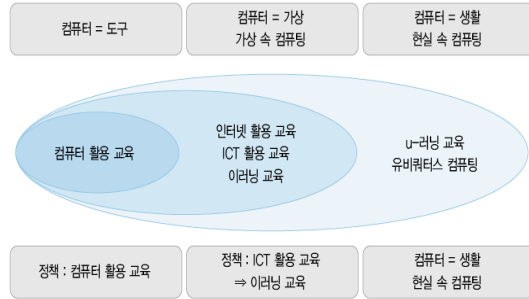 컴퓨터 = 도구
컴퓨터 = 가상
가상 속 컴퓨팅
컴퓨터 = 생활
현실 속 컴퓨팅
컴퓨터 활용 교육
인터넷 활용 교육
ICT 활용 교육
이러닝 교육
u-러닝 교육
유비쿼터스 컴퓨팅
정책 : 컴퓨터 활용 교육
정책 : ICT 활용 교육
⇒ 이러닝 교육
컴퓨터 = 생활
현실 속 컴퓨팅